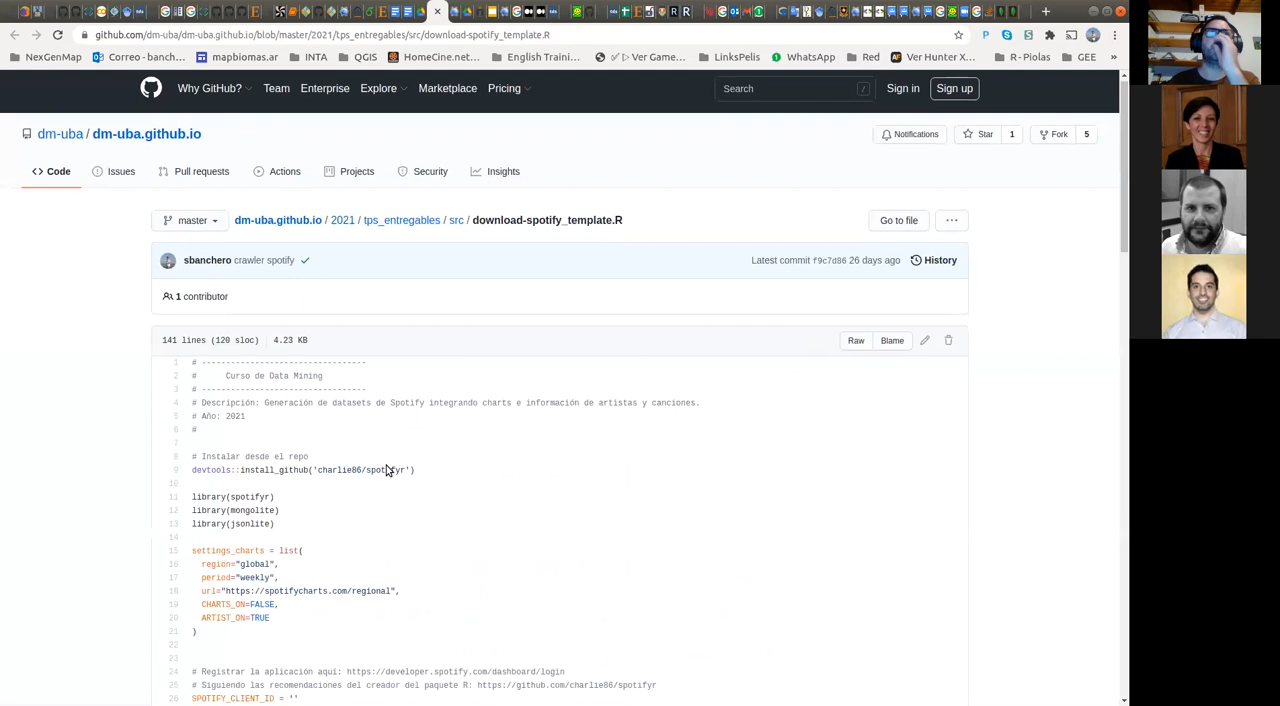 github.com/dm-uba/dm-uba.github.io/blob/master/2021/tps_entregables/src/download-spotify_template.R
NexGenMap
Correo - banch...
mapbiomas.ar
INTA
QGIS
HomeCine.net...
English Traini...
Ver Game...
LinksPelis
WhatsApp
Red
Ver Hunter X...
R-Piolas
GEE
»
Why GitHub?
Team
Enterprise
Explore
Marketplace
Pricing
Search
/
Sign in
Sign up
dm-uba / dm-uba.github.io
Notifications
Star
1
Fork
5
Code
Issues
Pull requests
Actions
Projects
Security
Insights
master
dm-uba.github.io / 2021 / tps_entregables / src / download-spotify_template.R
Go to file
...
sbanchero crawler spotify
Latest commit f9c7d86 26 days ago
History
1 contributor
141 lines (120 sloc)
4.23 KB
Raw
Blame
1 # ---------------------------------
2 # Curso de Data Mining
3 # ---------------------------------
4 # Descripción: Generación de datasets de Spotify integrando charts e información de artistas y canciones.
5 # Año: 2021
6 #
7
8 # Instalar desde el repo
9 devtools::install_github('charlie86/spotifyr')
10
11 library(spotifyr)
12 library(mongolite)
13 library(jsonlite)
14
15 settings_charts = list(
16 region="global",
17 period="weekly",
18 url="https://spotifycharts.com/regional",
19 CHARTS_ON=FALSE,
20 ARTIST_ON=TRUE
21 )
22
23
24 # Registrar la aplicación aquí: https://developer.spotify.com/dashboard/login
25 # Siguiendo las recomendaciones del creador del paquete R: https://github.com/charlie86/spotifyr
26 SPOTIFY_CLIENT_ID = ''